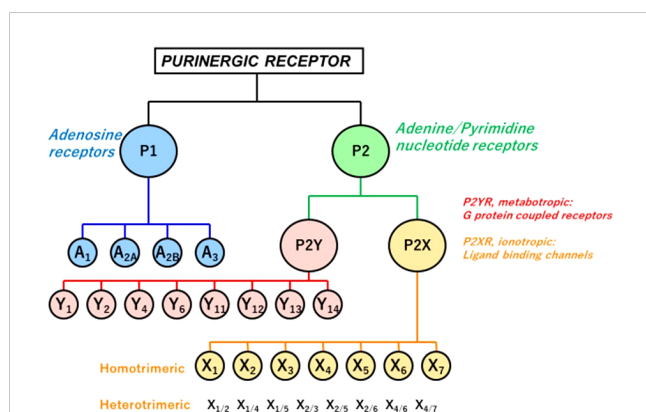 PURINERGIC RECEPTOR
Adenosine
receptors
P1
P2
Adenine/Pyrimidine
nucleotide receptors
P2YR, metabotropic:
G protein coupled receptors
P2Y
P2X
P2XR, ionotropic:
Ligand binding channels
A1 A2A A2B A3
Y1 Y2 Y4 Y6 Y11 Y12 Y13 Y14
Homotrimeric X1 X2 X3 X4 X5 X6 X7
Heterotrimeric X1/2 X1/4 X1/5 X2/3 X2/5 X2/6 X4/6 X4/7